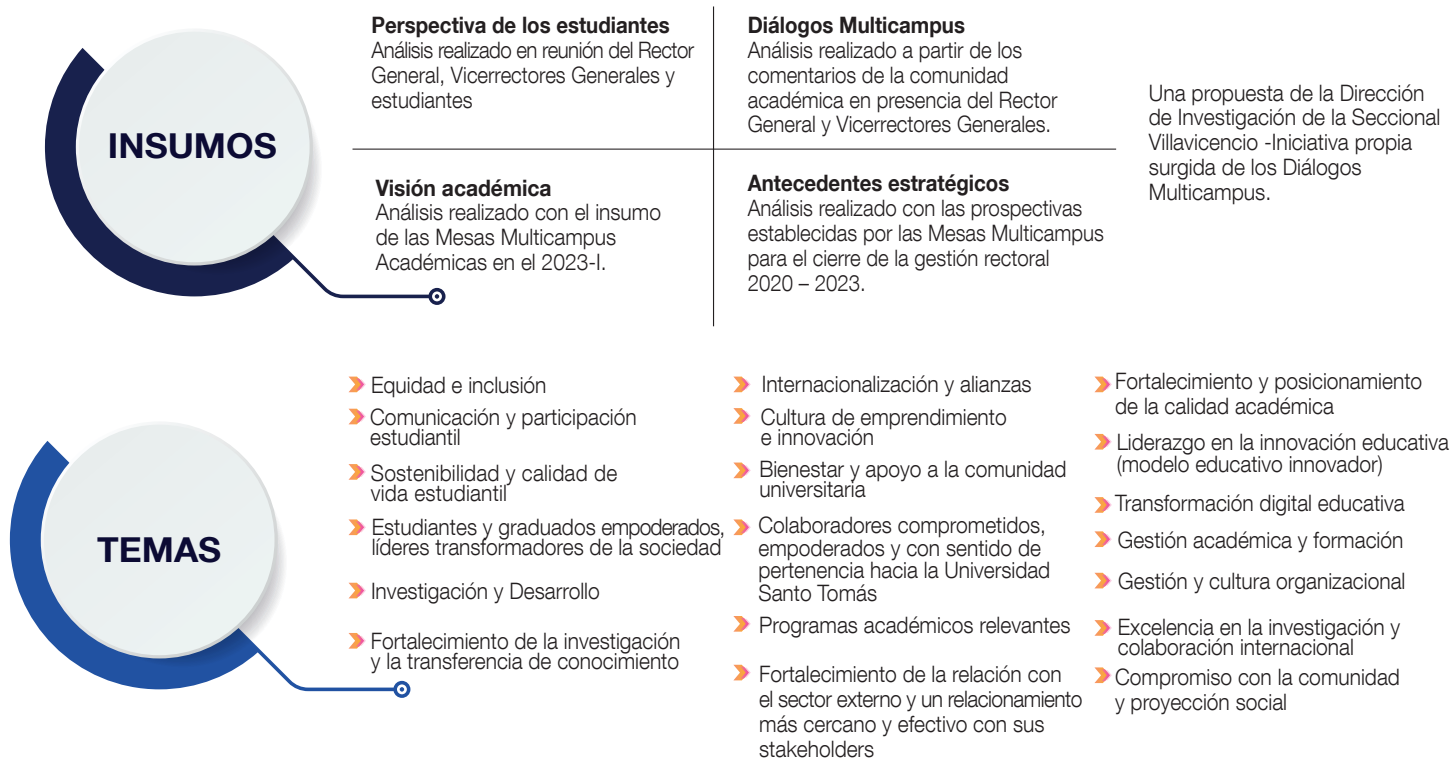 INSUMOS
Perspectiva de los estudiantes
Análisis realizado en reunión del Rector
General, Vicerrectores Generales y
estudiantes
Diálogos Multicampus
Análisis realizado a partir de los
comentarios de la comunidad
académica en presencia del Rector
General y Vicerrectores Generales.
Visión académica
Análisis realizado con el insumo
de las Mesas Multicampus
Académicas en el 2023-I.
Antecedentes estratégicos
Análisis realizado con las prospectivas
establecidas por las Mesas Multicampus
para el cierre de la gestión rectoral
2020 – 2023.
Una propuesta de la Dirección
de Investigación de la Seccional
Villavicencio -Iniciativa propia
surgida de los Diálogos
Multicampus.
TEMAS
Equidad e inclusión
Comunicación y participación
estudiantil
Sostenibilidad y calidad de
vida estudiantil
Estudiantes y graduados empoderados,
líderes transformadores de la sociedad
Investigación y Desarrollo
Fortalecimiento de la investigación
y la transferencia de conocimiento
Internacionalización y alianzas
Cultura de emprendimiento
e innovación
Bienestar y apoyo a la comunidad
universitaria
Colaboradores comprometidos,
empoderados y con sentido de
pertenencia hacia la Universidad
Santo Tomás
Programas académicos relevantes
Fortalecimiento de la relación con
el sector externo y un relacionamiento
más cercano y efectivo con sus
stakeholders
Fortalecimiento y posicionamiento
de la calidad académica
Liderazgo en la innovación educativa
(modelo educativo innovador)
Transformación digital educativa
Gestión académica y formación
Gestión y cultura organizacional
Excelencia en la investigación y
colaboración internacional
Compromiso con la comunidad
y proyección social